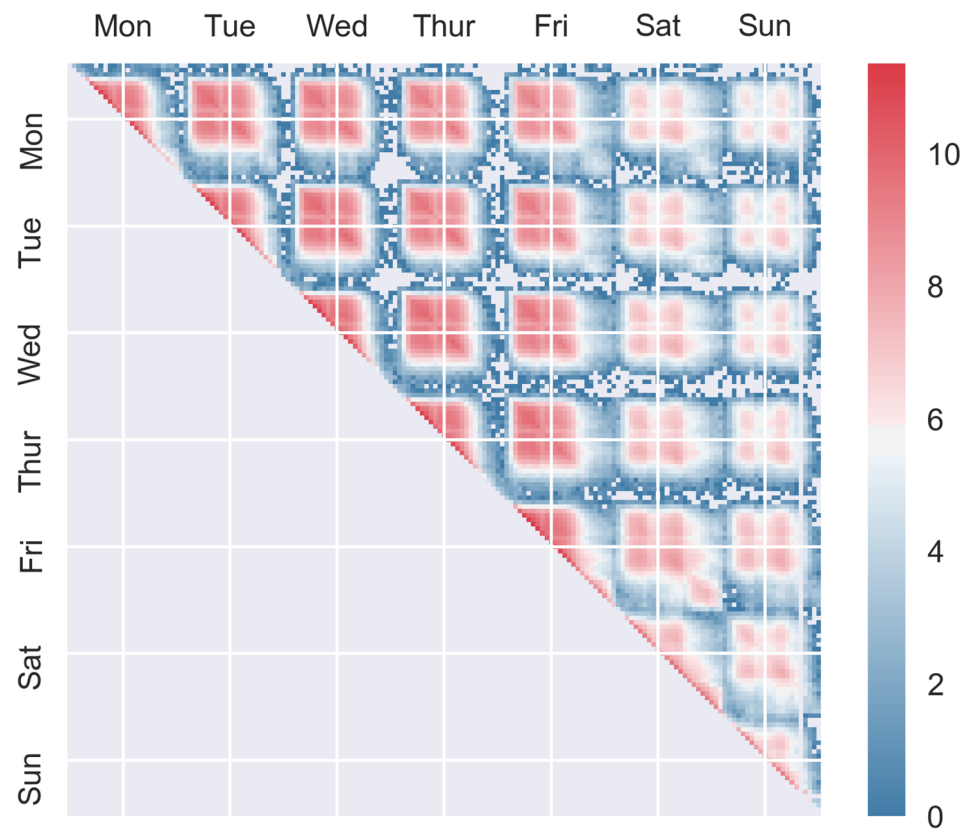 Mon Tue Wed Thur Fri Sat Sun
Mon
Tue
Wed
Thur
Fri
Sat
Sun
10
8
6
4
2
0